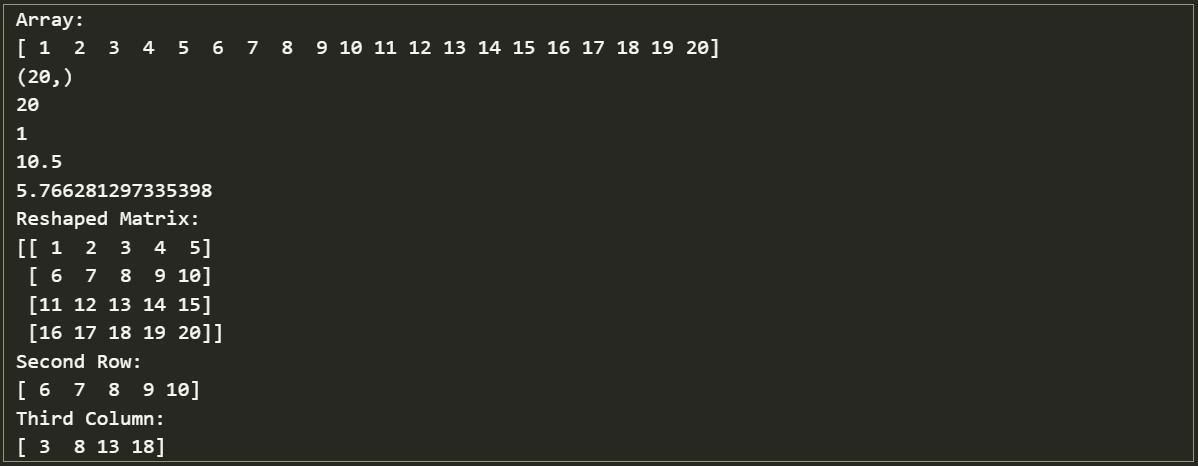 Array:
[ 1  2  3  4  5  6  7  8  9 10 11 12 13 14 15 16 17 18 19 20]
(20,)
20
1
10.5
5.766281297335398
Reshaped Matrix:
[[ 1  2  3  4  5]
 [ 6  7  8  9 10]
 [11 12 13 14 15]
 [16 17 18 19 20]]
Second Row:
[ 6  7  8  9 10]
Third Column:
[ 3  8 13 18]